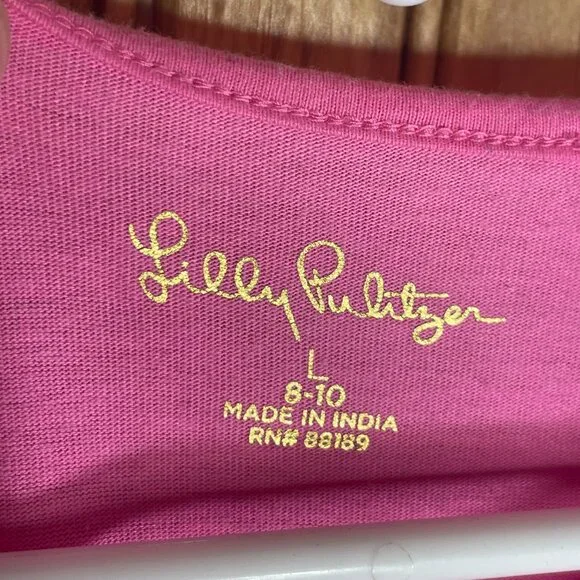 Lilly Pulitzer
L
8-10
MADE IN INDIA
RN# 88189